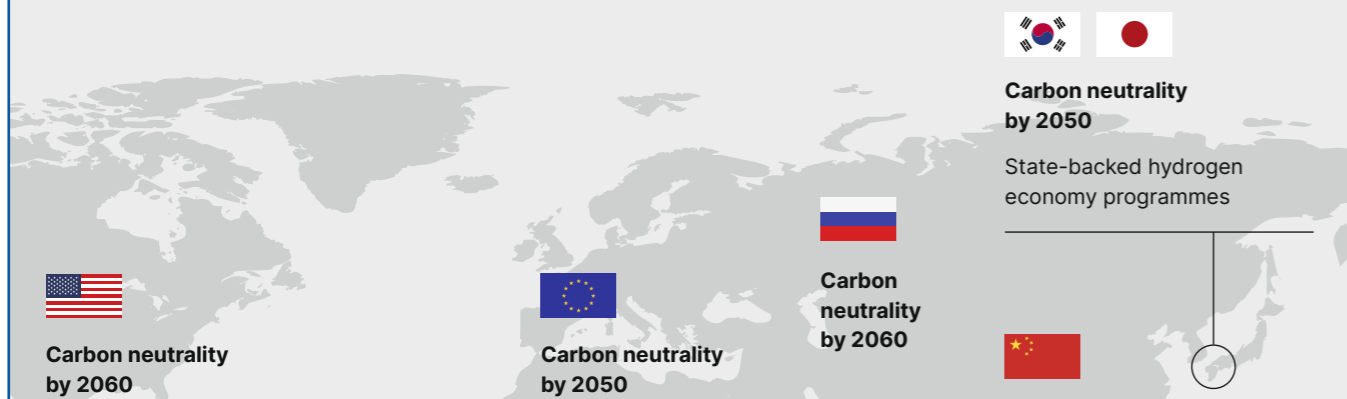 Carbon neutrality
by 2050
State-backed hydrogen
economy programmes
Carbon
neutrality
by 2060
Carbon neutrality
by 2060
Carbon neutrality
by 2050